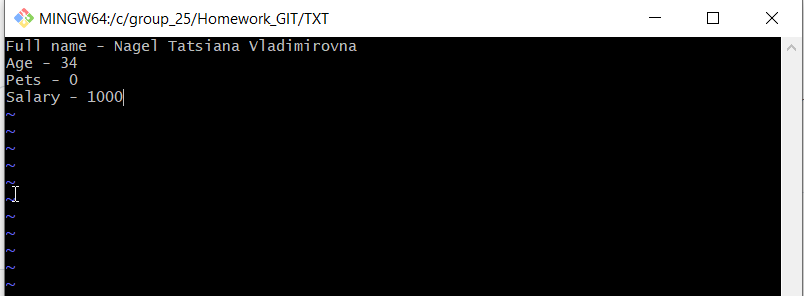 MINGW64:/c/group_25/Homework_GIT/TXT
Full name - Nagel Tatsiana Vladimirovna
Age - 34
Pets - 0
Salary - 1000
~
~
~
~
~
~
~
~
~
~
~